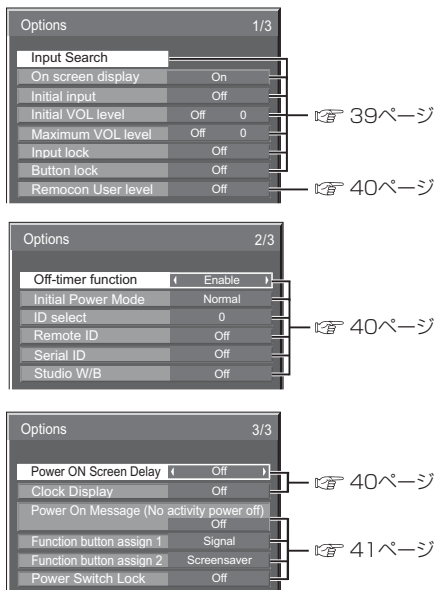 Options 1/3
Input Search
On screen display On
Initial input Off
Initial VOL level Off 0
Maximum VOL level Off 0
Input lock Off
Button lock Off
Remocon User level Off
☞ 39ページ
☞ 40ページ
Options 2/3
Off-timer function Enable
Initial Power Mode Normal
ID select 0
Remote ID Off
Serial ID Off
Studio W/B Off
☞ 40ページ
Options 3/3
Power ON Screen Delay Off
Clock Display Off
Power On Message (No activity power off)
Off
Function button assign 1 Signal
Function button assign 2 Screensaver
Power Switch Lock Off
☞ 40ページ
☞ 41ページ